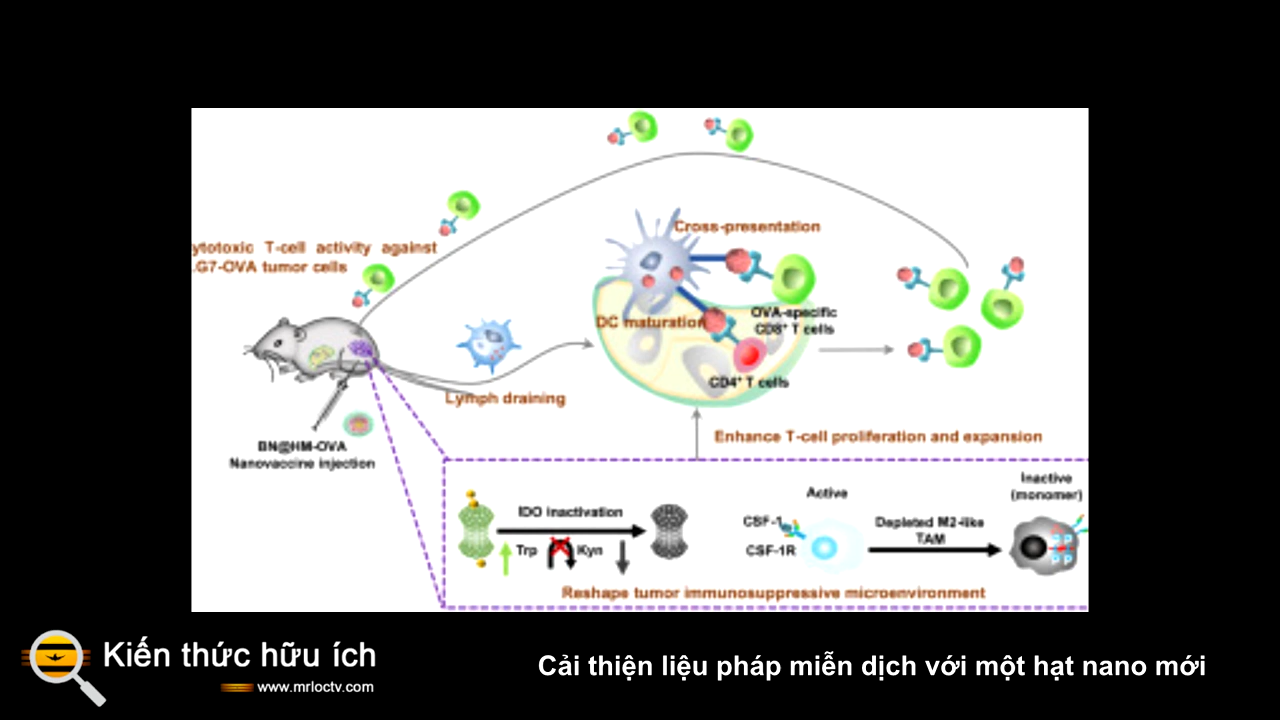 Cross-presentation
ytotoxic T-cell activity against
.G7-OVA tumor cells
DC maturation
OVA-specific
CD8⁺ T cells
CD4⁺ T cells
Lymph draining
BN@HM-OVA
Nanovaccine injection
Enhance T-cell proliferation and expansion
IDO inactivation
Trp
Kyn
Active
CSF-1
CSF-1R
Depleted M2-like
TAM
Inactive
(monomer)
P P
P P
Reshape tumor immunosuppressive microenvironment
Kiến thức hữu ích
www.mrloctv.com
Cải thiện liệu pháp miễn dịch với một hạt nano mới